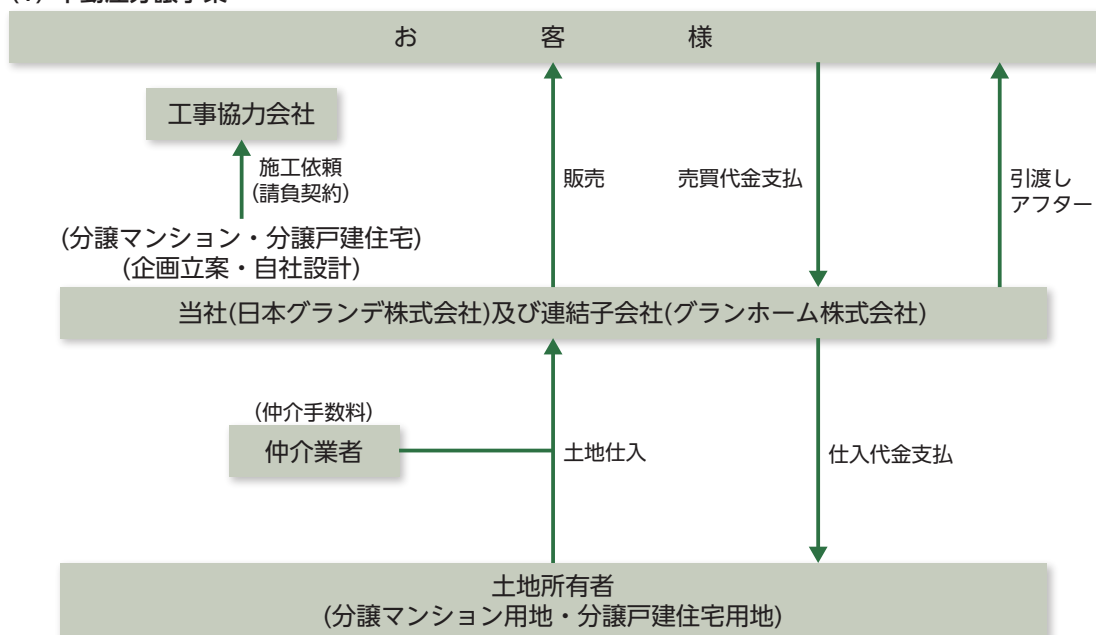 お客様
工事協力会社
施工依頼
(請負契約)
販売
売買代金支払
引渡し
アフター
(分譲マンション・分譲戸建住宅)
(企画立案・自社設計)
当社(日本グランデ株式会社)及び連結子会社(グランホーム株式会社)
(仲介手数料)
仲介業者
土地仕入
仕入代金支払
土地所有者
(分譲マンション用地・分譲戸建住宅用地)